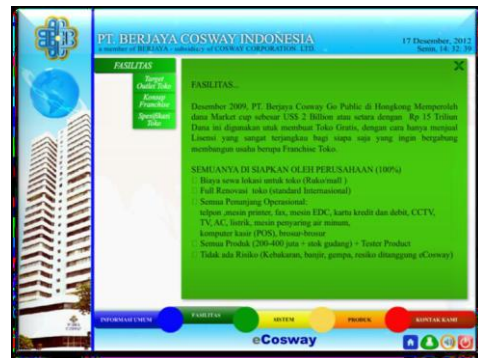 PT. BERJAYA COSWAY INDONESIA
a member of BERJAYA - subsidiary of COSWAY CORPORATION. LTD.
17 Desember, 2012
Senin, 14: 32: 39
FASILITAS
Target
Outlet Toko
Konsep
Franchise
Spesifikasi
Toko
X
FASILITAS...
Desember 2009, PT. Berjaya Cosway Go Public di Hongkong Memperoleh
dana Market cup sebesar US$ 2 Billion atau setara dengan Rp 15 Triliun
Dana ini digunakan utuk membuat Toko Gratis, dengan cara hanya menjual
Lisensi yang sangat terjangkau bagi siapa saja yang ingin bergabung
membangun usaha berupa Franchise Toko.
SEMUANYA DI SIAPKAN OLEH PERUSAHAAN (100%)
Biaya sewa lokasi untuk toko (Ruko/mall )
Full Renovasi toko (standard Internasional)
Semua Penunjang Operasional:
telpon ,mesin printer, fax, mesin EDC, kartu kredit dan debit, CCTV,
TV, AC, listrik, mesin penyaring air minum,
komputer kasir (POS), brosur-brosur
Semua Produk (200-400 juta + stok gudang) + Tester Product
Tidak ada Risiko (Kebakaran, banjir, gempa, resiko ditanggung eCosway)
INFORMASI UMUM
FASILITAS
SISTEM
PRODUK
KONTAK KAMI
eCosway